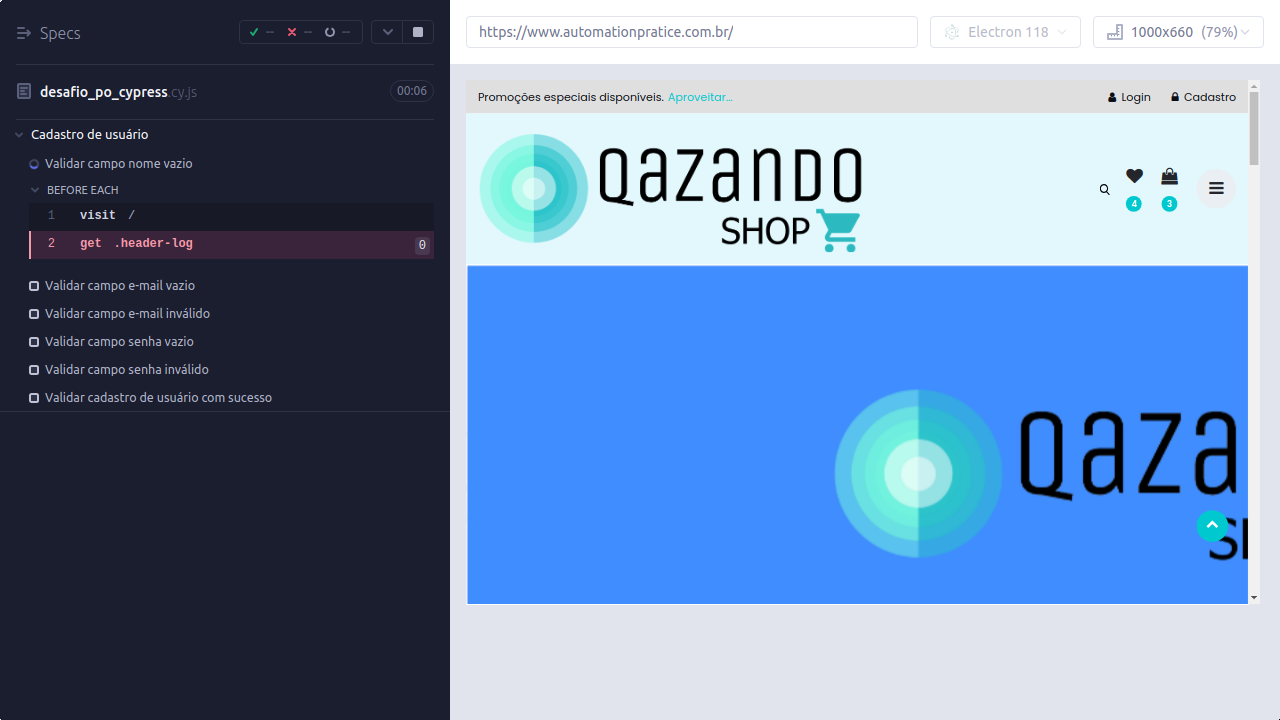 Specs
-- -- --
desafio_po_cypress.cy.js
00:06
Cadastro de usuário
Validar campo nome vazio
BEFORE EACH
1 visit /
2 get .header-log 0
Validar campo e-mail vazio
Validar campo e-mail inválido
Validar campo senha vazio
Validar campo senha inválido
Validar cadastro de usuário com sucesso
https://www.automationpratice.com.br/
Electron 118
1000x660 (79%)
Promoções especiais disponíveis. Aproveitar...
Login Cadastro
QAZANDO
SHOP
4 3
QAZA
S